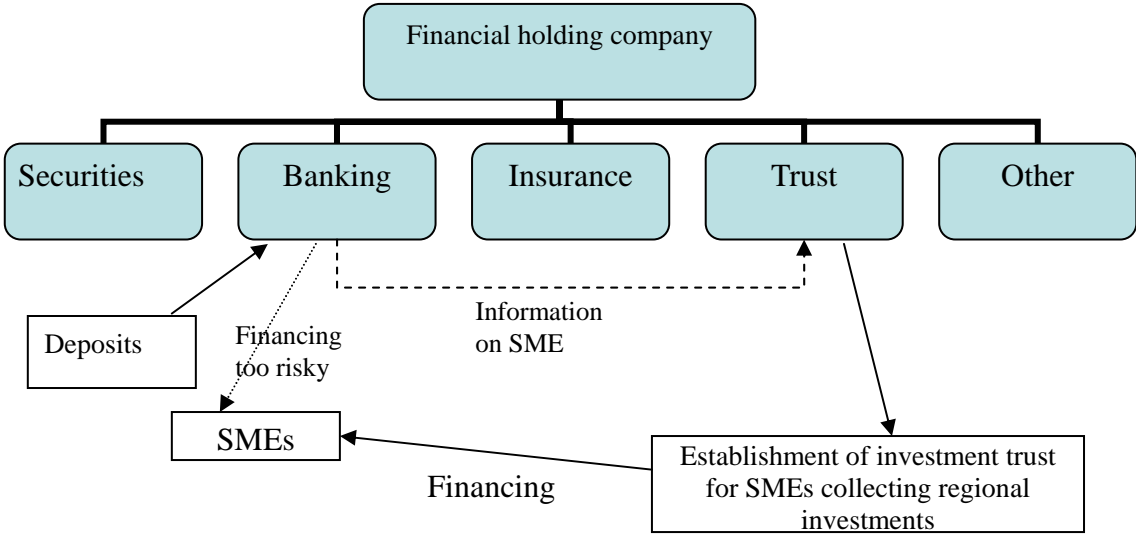 Financial holding company
Securities
Banking
Insurance
Trust
Other
Information
on SME
Deposits
Financing
too risky
SMEs
Financing
Establishment of investment trust
for SMEs collecting regional
investments